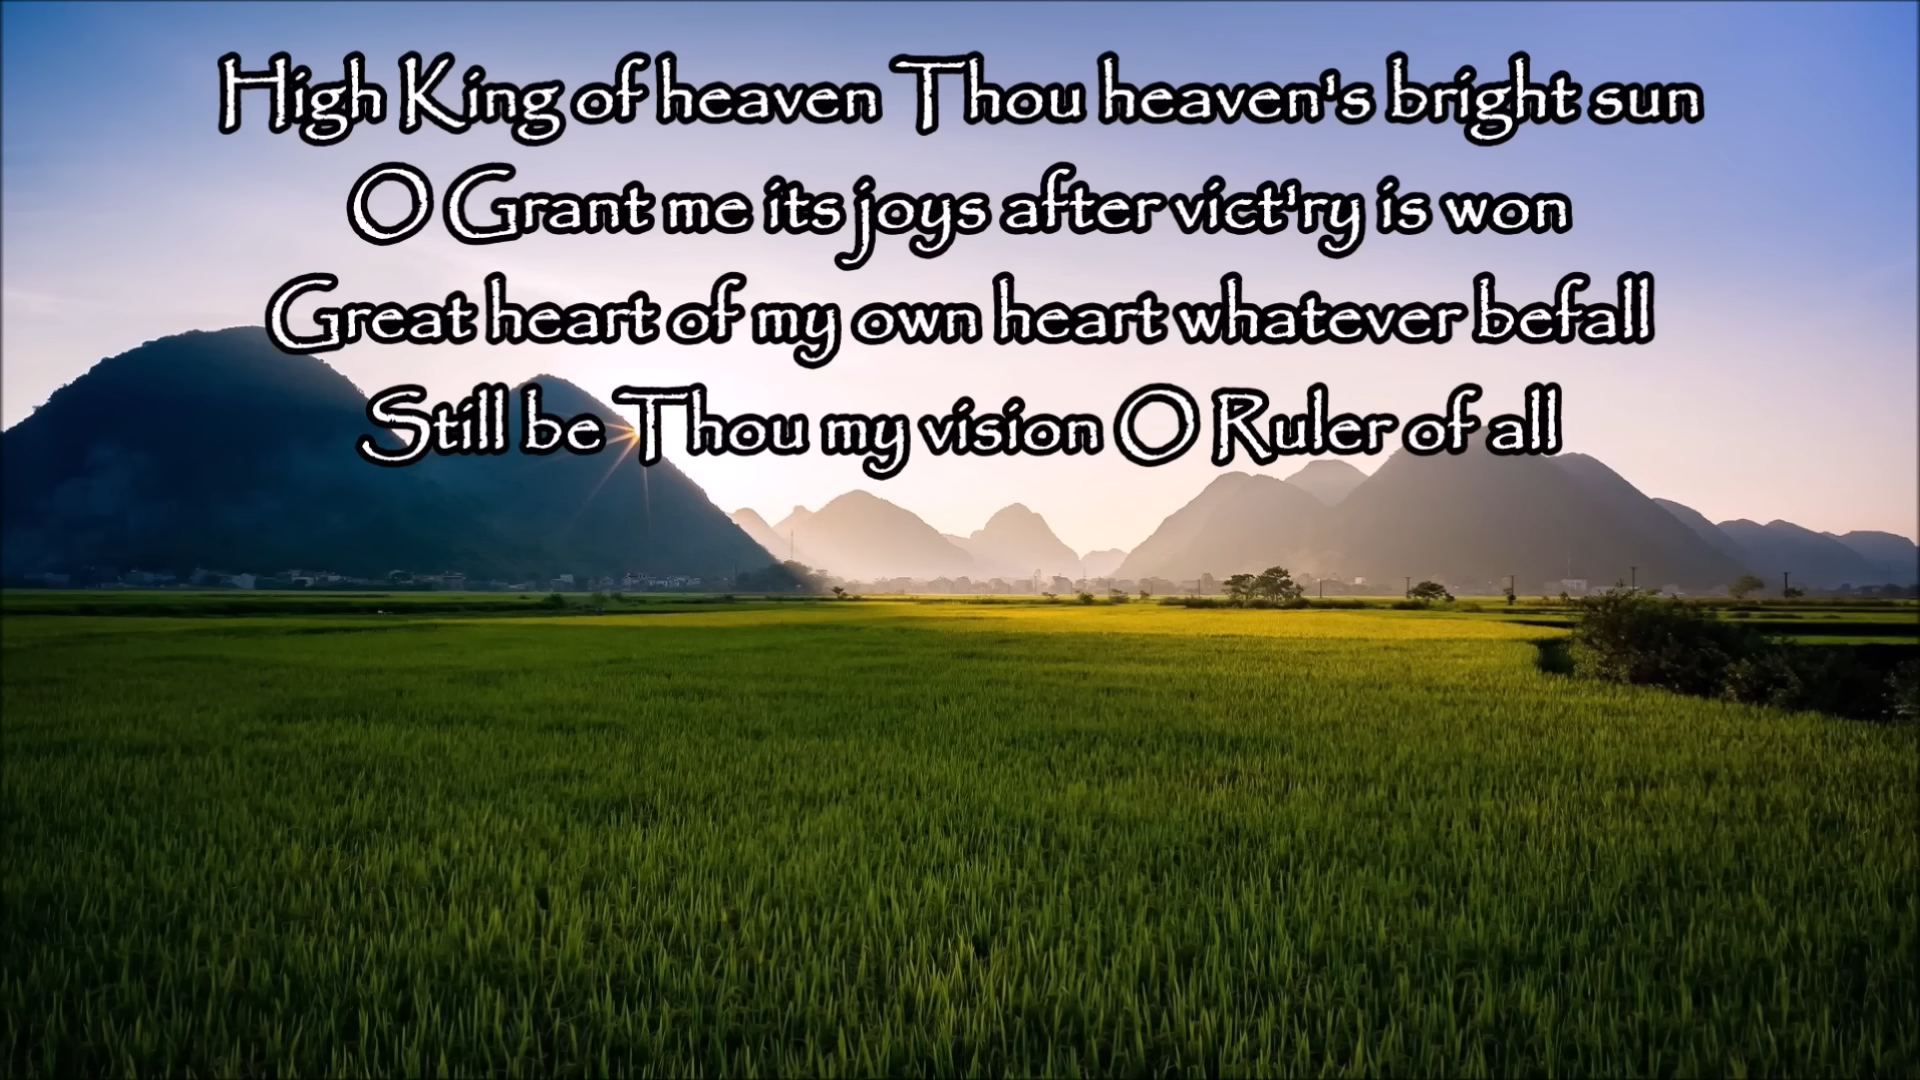 High King of heaven Thou heaven's bright sun
O Grant me its joys after vict'ry is won
Great heart of my own heart whatever befall
Still be Thou my vision O Ruler of all